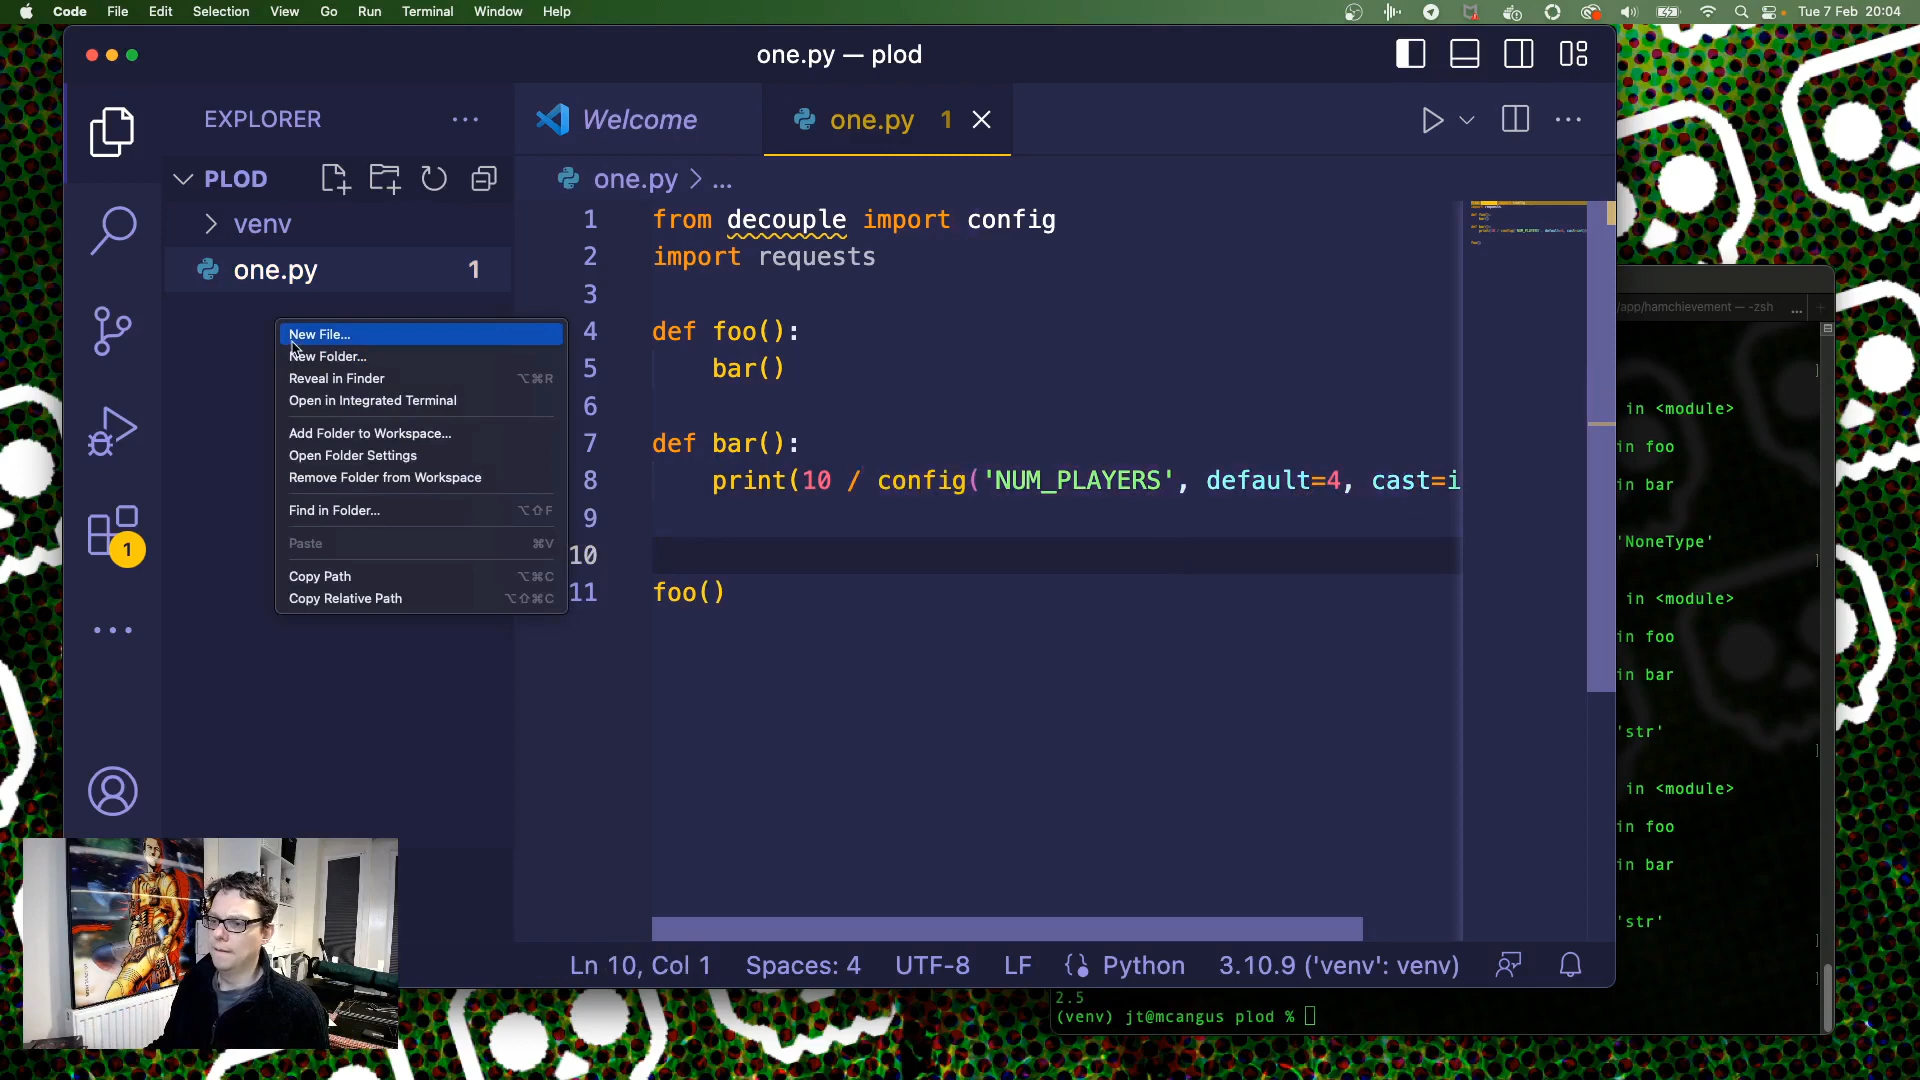 Code File Edit Selection View Go Run Terminal Window Help
Tue 7 Feb 20:04
one.py — plod
EXPLORER
PLOD
venv
one.py 1
Welcome
one.py 1
one.py > ...
1 from decouple import config
2 import requests
3
4 def foo():
5 bar()
6
7 def bar():
8 print(10 / config('NUM_PLAYERS', default=4, cast=i
9
10
11 foo()
New File...
New Folder...
Reveal in Finder ⌥⌘R
Open in Integrated Terminal
Add Folder to Workspace...
Open Folder Settings
Remove Folder from Workspace
Find in Folder... ⌥⇧F
Paste ⌘V
Copy Path ⌥⌘C
Copy Relative Path ⌥⇧⌘C
1
Ln 10, Col 1 Spaces: 4 UTF-8 LF Python 3.10.9 ('venv': venv)
/app/hamchievement — -zsh ...
in <module>
in foo
in bar
'NoneType'
in <module>
in foo
in bar
'str'
in <module>
in foo
in bar
'str'
2.5
(venv) jt@mcangus plod %